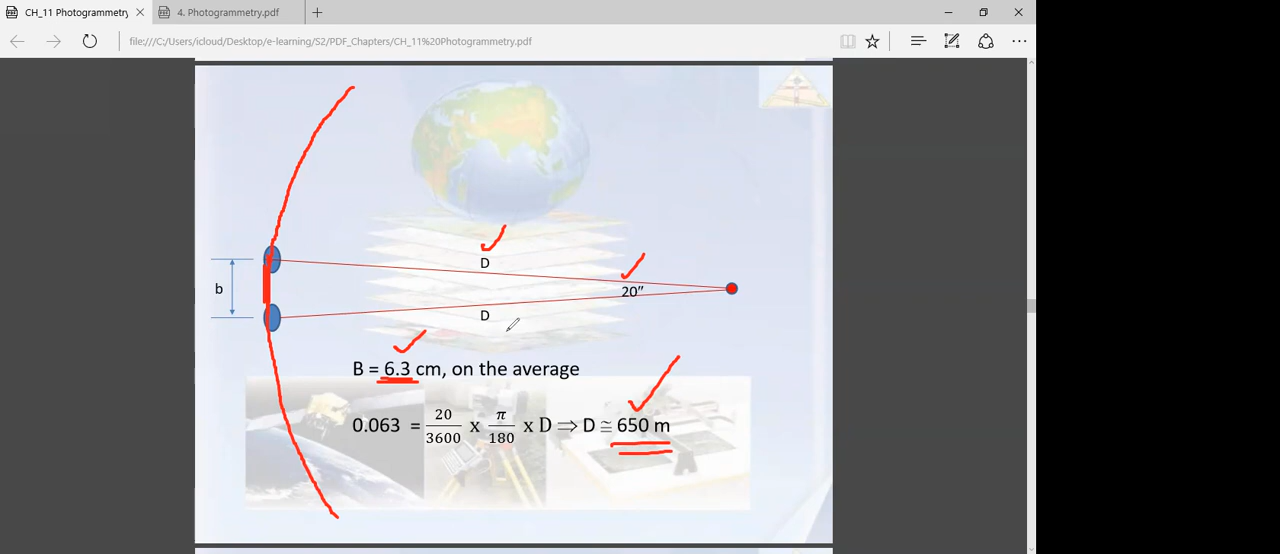 CH_11 Photogrammetry
4. Photogrammetry.pdf
file:///C:/Users/icloud/Desktop/e-learning/S2/PDF_Chapters/CH_11%20Photogrammetry.pdf
D
20″
b
D
B = 6.3 cm, on the average
0.063 = 20/3600 x π/180 x D ⟹ D ≅ 650 m